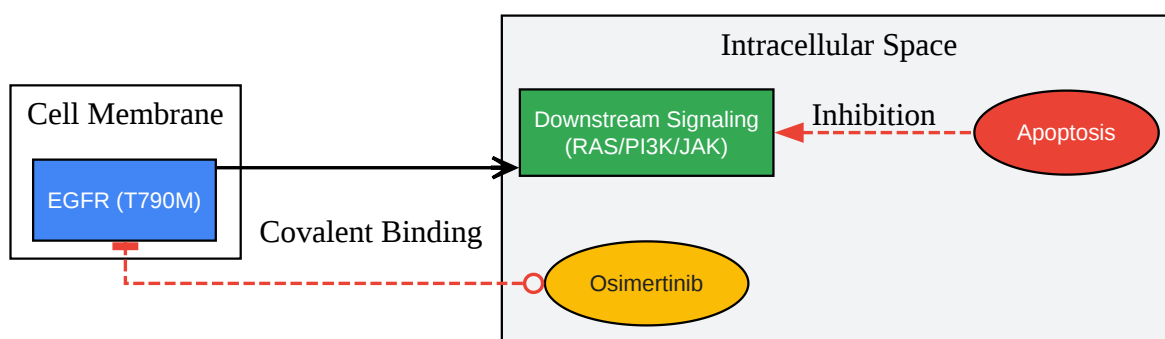 Intracellular Space
Cell Membrane
Downstream Signaling
(RAS/PI3K/JAK)
Inhibition
Apoptosis
EGFR (T790M)
Covalent Binding
Osimertinib